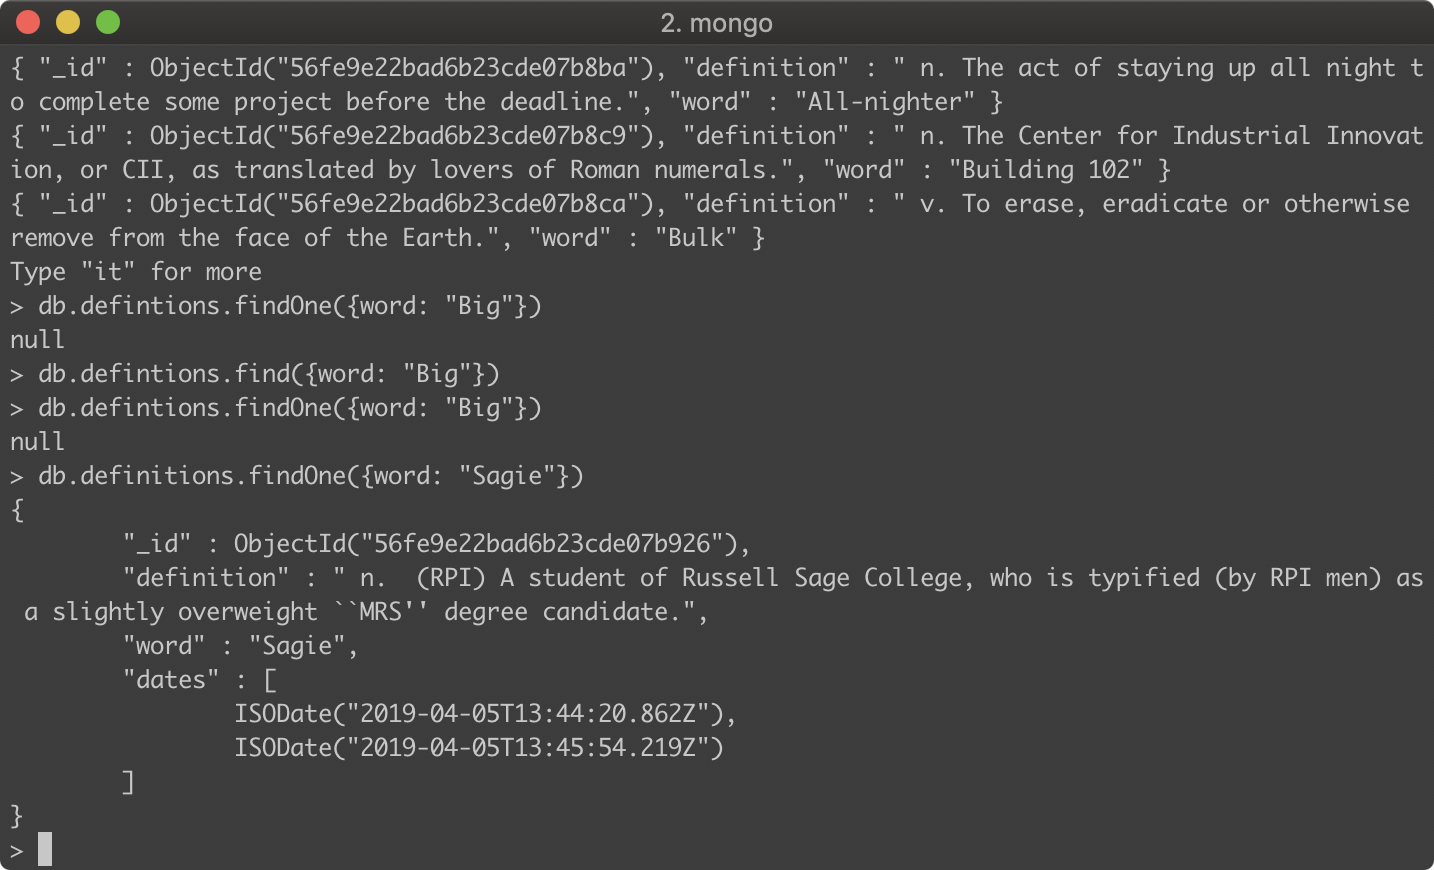 2. mongo
{ "_id" : ObjectId("56fe9e22bad6b23cde07b8ba"), "definition" : " n. The act of staying up all night t
o complete some project before the deadline.", "word" : "All-nighter" }
{ "_id" : ObjectId("56fe9e22bad6b23cde07b8c9"), "definition" : " n. The Center for Industrial Innovat
ion, or CII, as translated by lovers of Roman numerals.", "word" : "Building 102" }
{ "_id" : ObjectId("56fe9e22bad6b23cde07b8ca"), "definition" : " v. To erase, eradicate or otherwise
remove from the face of the Earth.", "word" : "Bulk" }
Type "it" for more
> db.defintions.findOne({word: "Big"})
null
> db.defintions.find({word: "Big"})
> db.defintions.findOne({word: "Big"})
null
> db.definitions.findOne({word: "Sagie"})
{
        "_id" : ObjectId("56fe9e22bad6b23cde07b926"),
        "definition" : " n.  (RPI) A student of Russell Sage College, who is typified (by RPI men) as
 a slightly overweight ``MRS'' degree candidate.",
        "word" : "Sagie",
        "dates" : [
                ISODate("2019-04-05T13:44:20.862Z"),
                ISODate("2019-04-05T13:45:54.219Z")
        ]
}
>